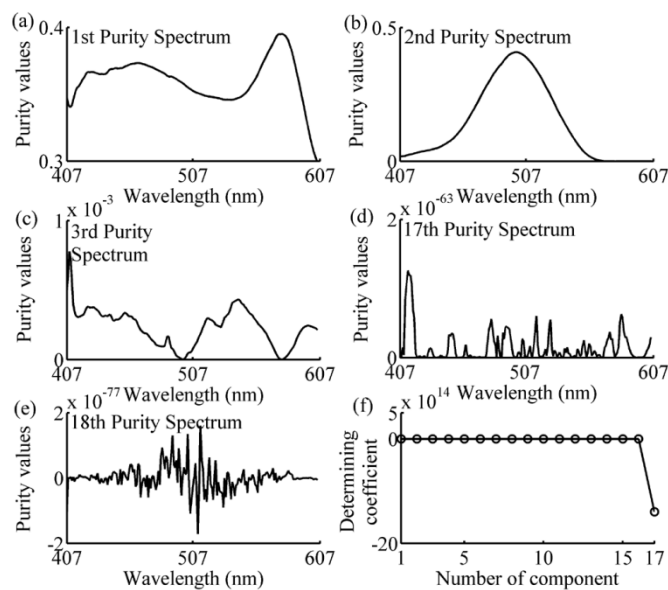 (a)
0.4
1st Purity Spectrum
Purity values
0.3
407
507
607
Wavelength (nm)
(b)
0.5
2nd Purity Spectrum
Purity values
0
407
507
607
Wavelength (nm)
(c)
1
x 10⁻³
3rd Purity
Spectrum
Purity values
0
407
507
607
Wavelength (nm)
(d)
2
x 10⁻⁶³
17th Purity Spectrum
Purity values
0
407
507
607
Wavelength (nm)
(e)
2
x 10⁻⁷⁷
18th Purity Spectrum
Purity values
0
-2
407
507
607
Wavelength (nm)
(f)
5
x 10¹⁴
Determining
coefficient
0
-20
1
5
10
15
17
Number of component